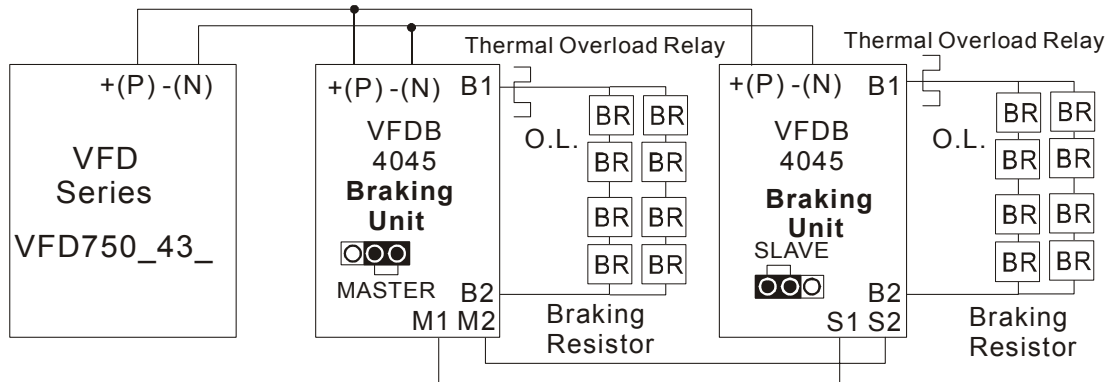 +(P) -(N)
VFD
Series
VFD750_43_
+(P) -(N) B1
VFDB
4045
Braking
Unit
MASTER
B2
M1 M2
Thermal Overload Relay
O.L.
BR BR
BR BR
BR BR
BR BR
Braking
Resistor
+(P) -(N) B1
VFDB
4045
Braking
Unit
SLAVE
B2
S1 S2
Thermal Overload Relay
O.L.
BR BR
BR BR
BR BR
BR BR
Braking
Resistor